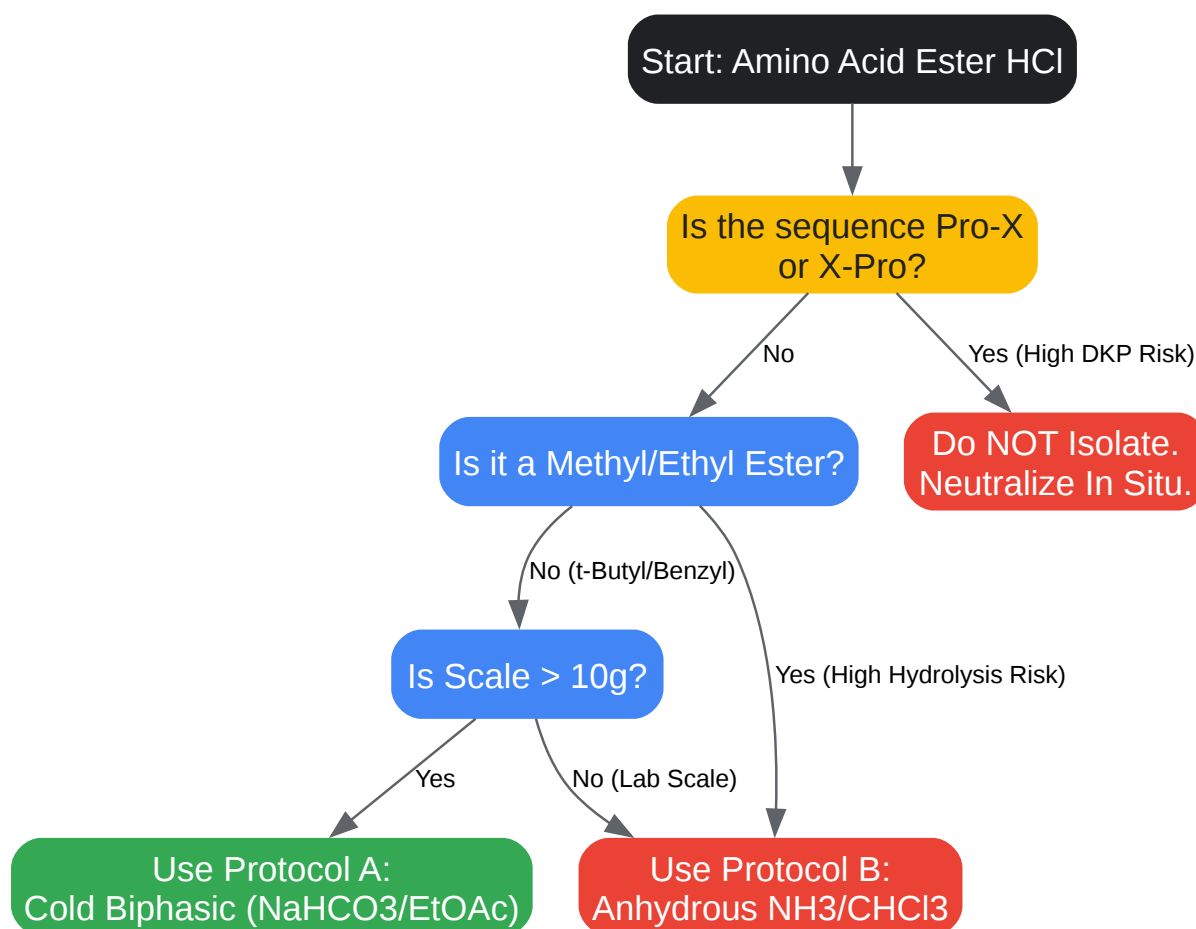 Start: Amino Acid Ester HCl
Is the sequence Pro-X
or X-Pro?
No
Yes (High DKP Risk)
Is it a Methyl/Ethyl Ester?
Do NOT Isolate.
Neutralize In Situ.
No (t-Butyl/Benzyl)
Is Scale > 10g?
Yes (High Hydrolysis Risk)
Yes
No (Lab Scale)
Use Protocol A:
Cold Biphasic (NaHCO3/EtOAc)
Use Protocol B:
Anhydrous NH3/CHCl3